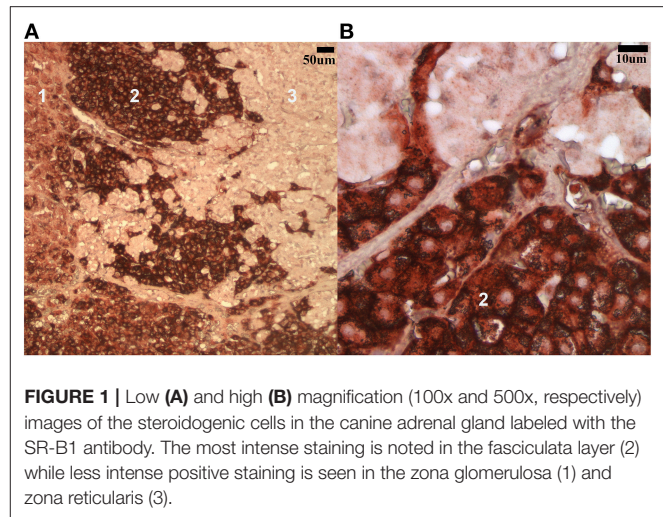 A
B
50um
10um
1
2
3
2
FIGURE 1 | Low (A) and high (B) magnification (100x and 500x, respectively)
images of the steroidogenic cells in the canine adrenal gland labeled with the
SR-B1 antibody. The most intense staining is noted in the fasciculata layer (2)
while less intense positive staining is seen in the zona glomerulosa (1) and
zona reticularis (3).